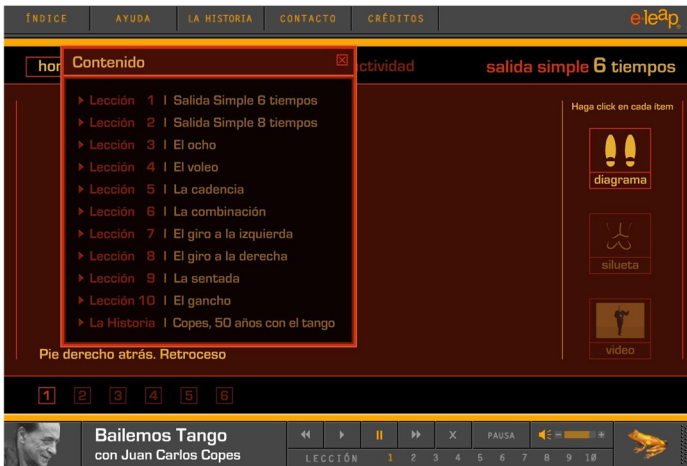 ÍNDICE
AYUDA
LA HISTORIA
CONTACTO
CRÉDITOS
e-leap
ctividad
salida simple 6 tiempos
Contenido
Lección 1 | Salida Simple 6 tiempos
Lección 2 | Salida Simple 8 tiempos
Lección 3 | El ocho
Lección 4 | El voleo
Lección 5 | La cadencia
Lección 6 | La combinación
Lección 7 | El giro a la izquierda
Lección 8 | El giro a la derecha
Lección 9 | La sentada
Lección 10 | El gancho
La Historia | Copes, 50 años con el tango
Haga click en cada ítem
diagrama
silueta
video
Pie derecho atrás. Retroceso
1 2 3 4 5 6
Bailemos Tango
con Juan Carlos Copes
X PAUSA
LECCIÓN 1 2 3 4 5 6 7 8 9 10